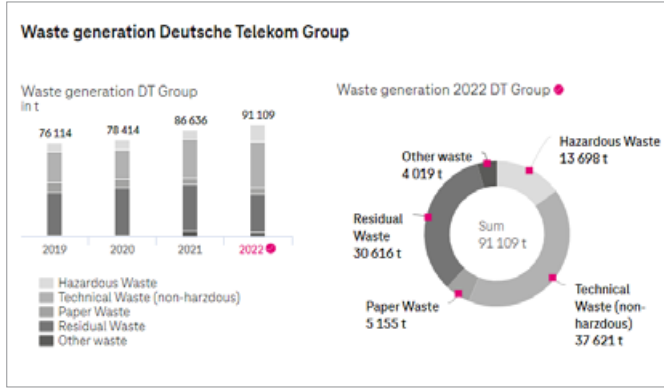 Waste generation Deutsche Telekom Group
Waste generation DT Group
in t
76 114
78 414
86 636
91 109
2019
2020
2021
2022
Hazardous Waste
Technical Waste (non-harzdous)
Paper Waste
Residual Waste
Other waste
Waste generation 2022 DT Group
Other waste
4 019 t
Hazardous Waste
13 698 t
Residual
Waste
30 616 t
Sum
91 109 t
Paper Waste
5 155 t
Technical
Waste (non-
harzdous)
37 621 t